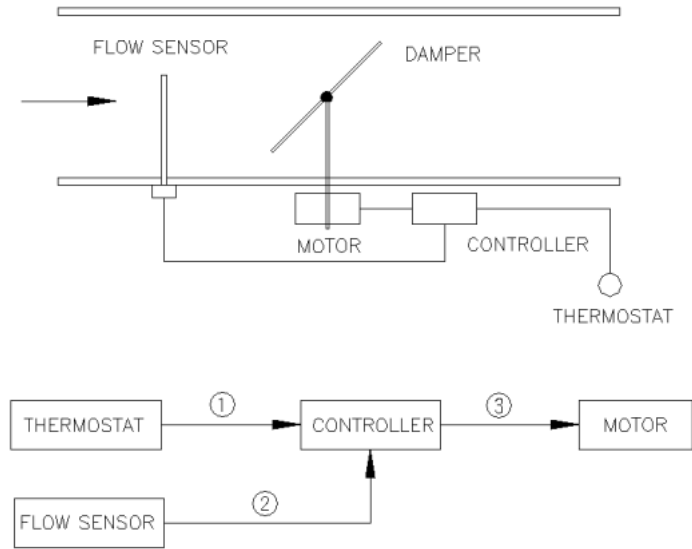 FLOW SENSOR
DAMPER
MOTOR
CONTROLLER
THERMOSTAT
①
③
THERMOSTAT
CONTROLLER
MOTOR
②
FLOW SENSOR